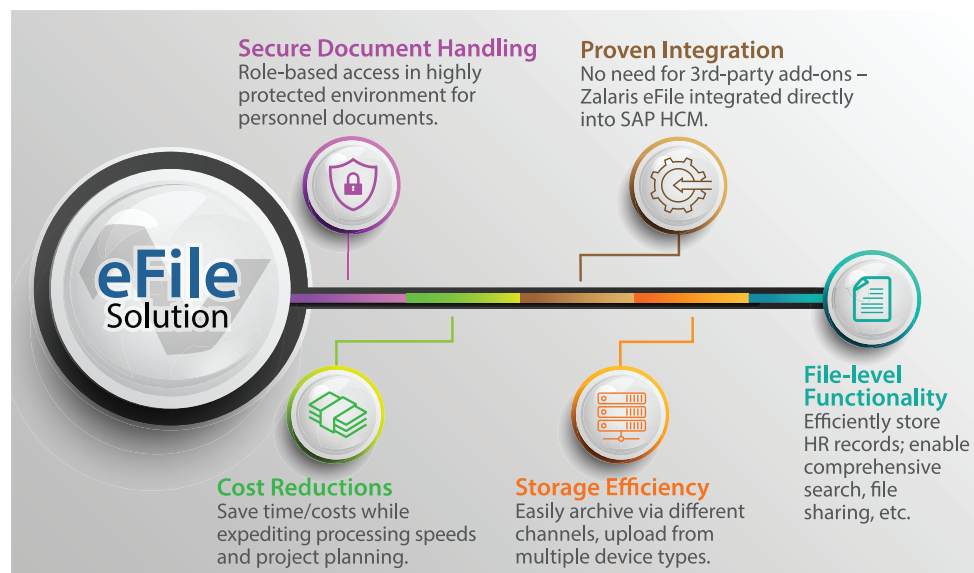 Secure Document Handling
Role-based access in highly
protected environment for
personnel documents.
Proven Integration
No need for 3rd-party add-ons –
Zalaris eFile integrated directly
into SAP HCM.
eFile
Solution
Cost Reductions
Save time/costs while
expediting processing speeds
and project planning.
Storage Efficiency
Easily archive via different
channels, upload from
multiple device types.
File-level
Functionality
Efficiently store
HR records; enable
comprehensive
search, file
sharing, etc.